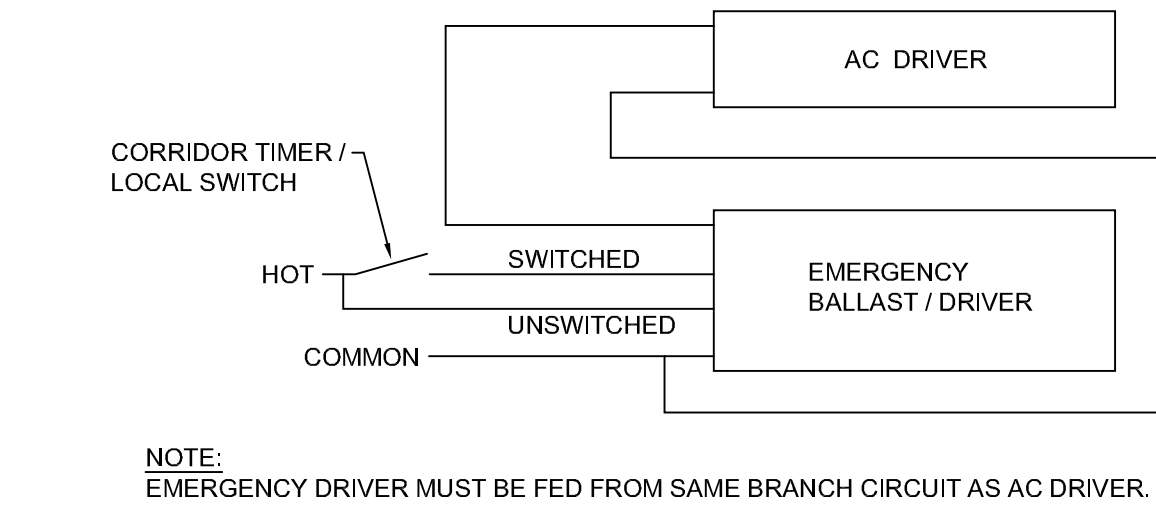 AC DRIVER
CORRIDOR TIMER /
LOCAL SWITCH
HOT
SWITCHED
EMERGENCY
BALLAST / DRIVER
UNSWITCHED
COMMON
NOTE:
EMERGENCY DRIVER MUST BE FED FROM SAME BRANCH CIRCUIT AS AC DRIVER.